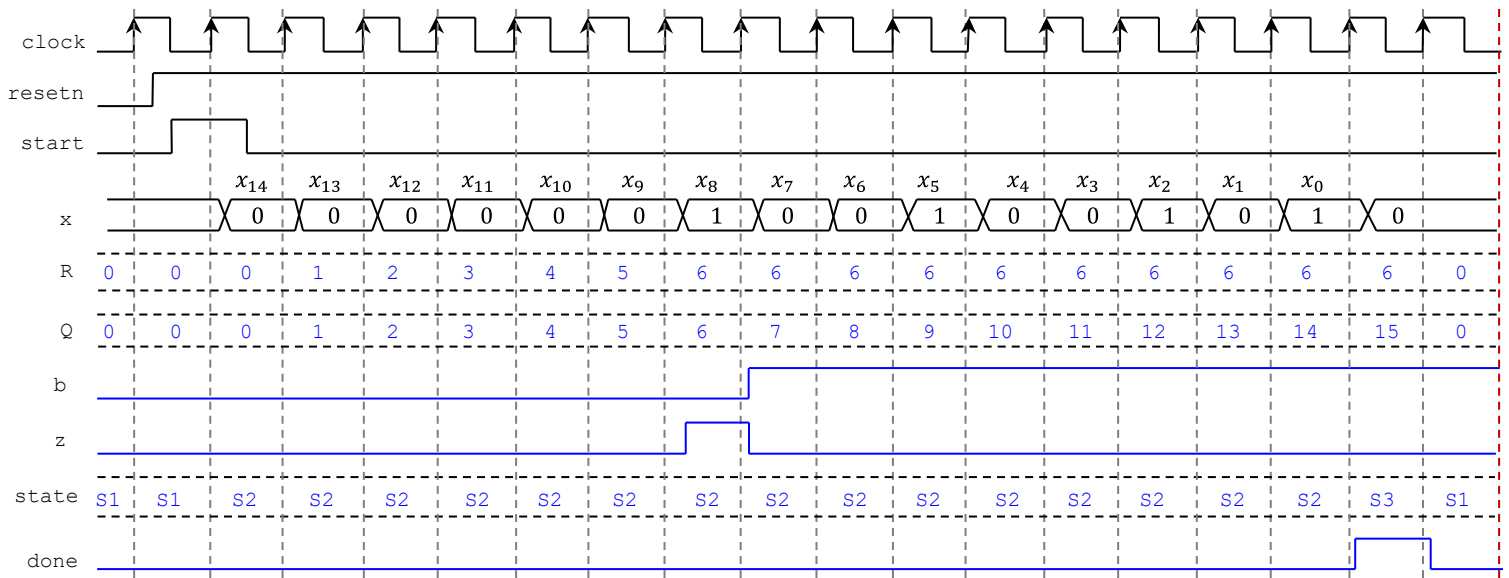 clock
resetn
start
x₁₄ x₁₃ x₁₂ x₁₁ x₁₀ x₉ x₈ x₇ x₆ x₅ x₄ x₃ x₂ x₁ x₀
x 0 0 0 0 0 0 1 0 0 1 0 0 1 0 1 0
R 0 0 0 1 2 3 4 5 6 6 6 6 6 6 6 6 6 6 0
Q 0 0 0 1 2 3 4 5 6 7 8 9 10 11 12 13 14 15 0
b
z
state S1 S1 S2 S2 S2 S2 S2 S2 S2 S2 S2 S2 S2 S2 S2 S2 S2 S3 S1
done